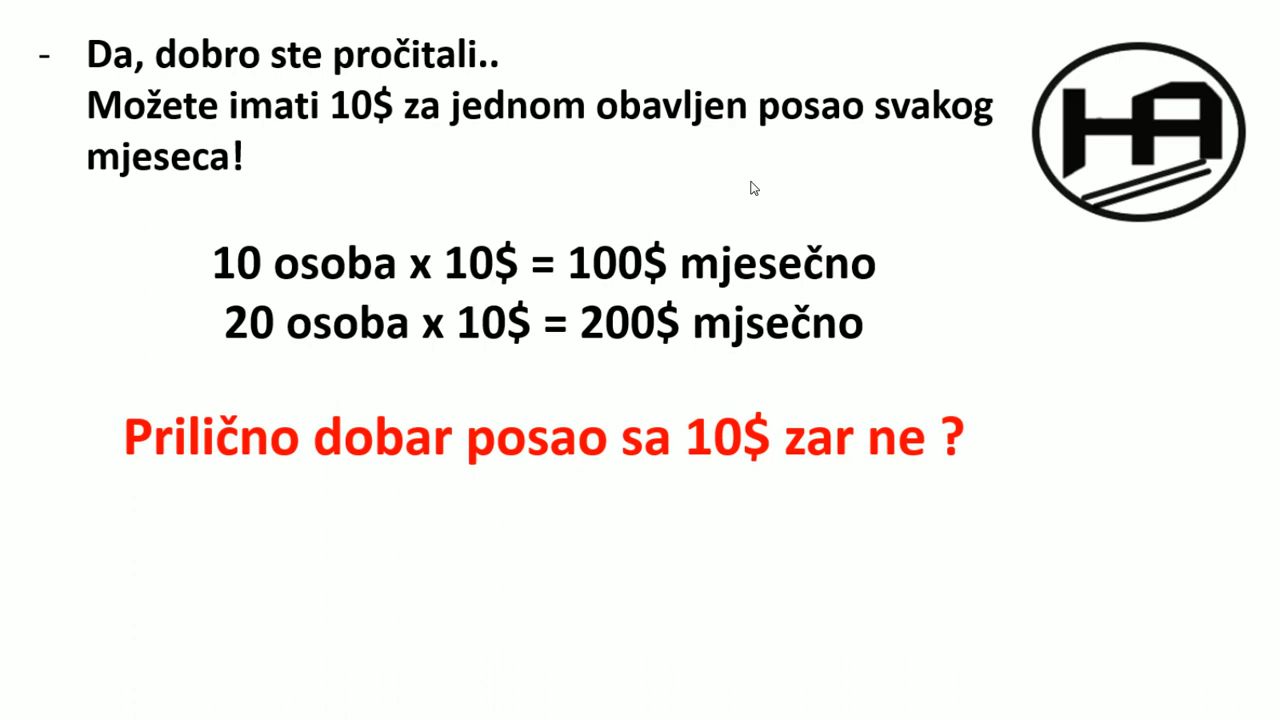 - Da, dobro ste pročitali..
Možete imati 10$ za jednom obavljen posao svakog
mjeseca!
HA
10 osoba x 10$ = 100$ mjesečno
20 osoba x 10$ = 200$ mjsečno
Prilično dobar posao sa 10$ zar ne ?